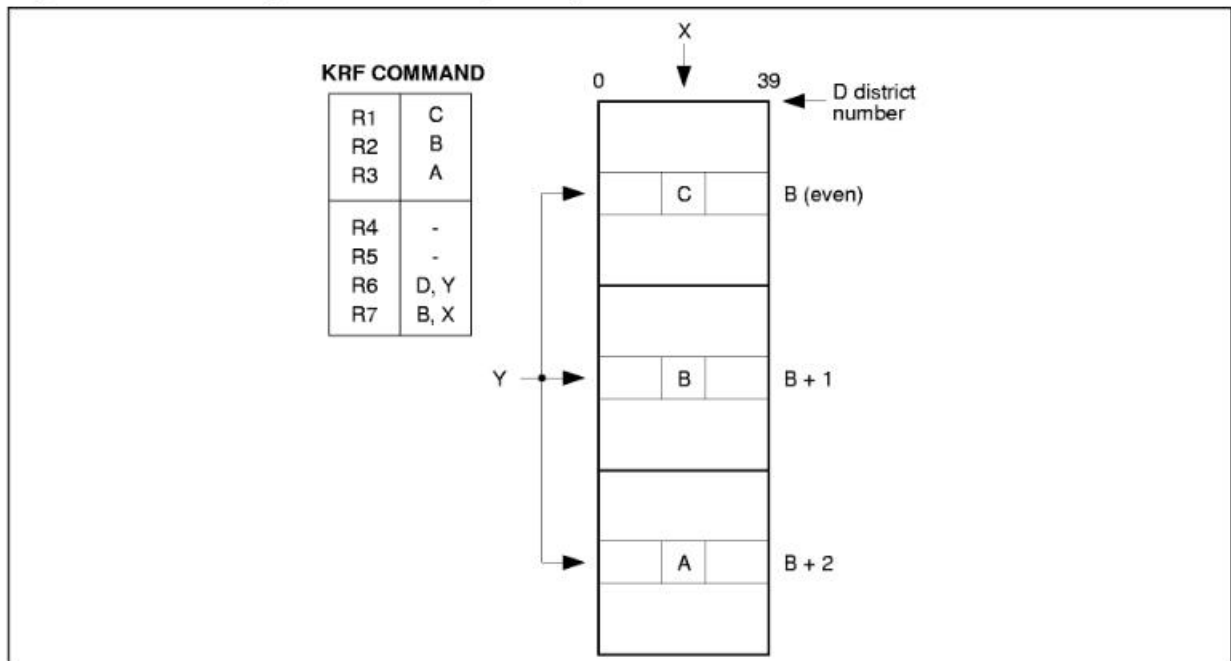 X
KRF COMMAND
0 39
D district
number
R1 C
R2 B
R3 A
R4 -
R5 -
R6 D, Y
R7 B, X
C B (even)
Y B B + 1
A B + 2